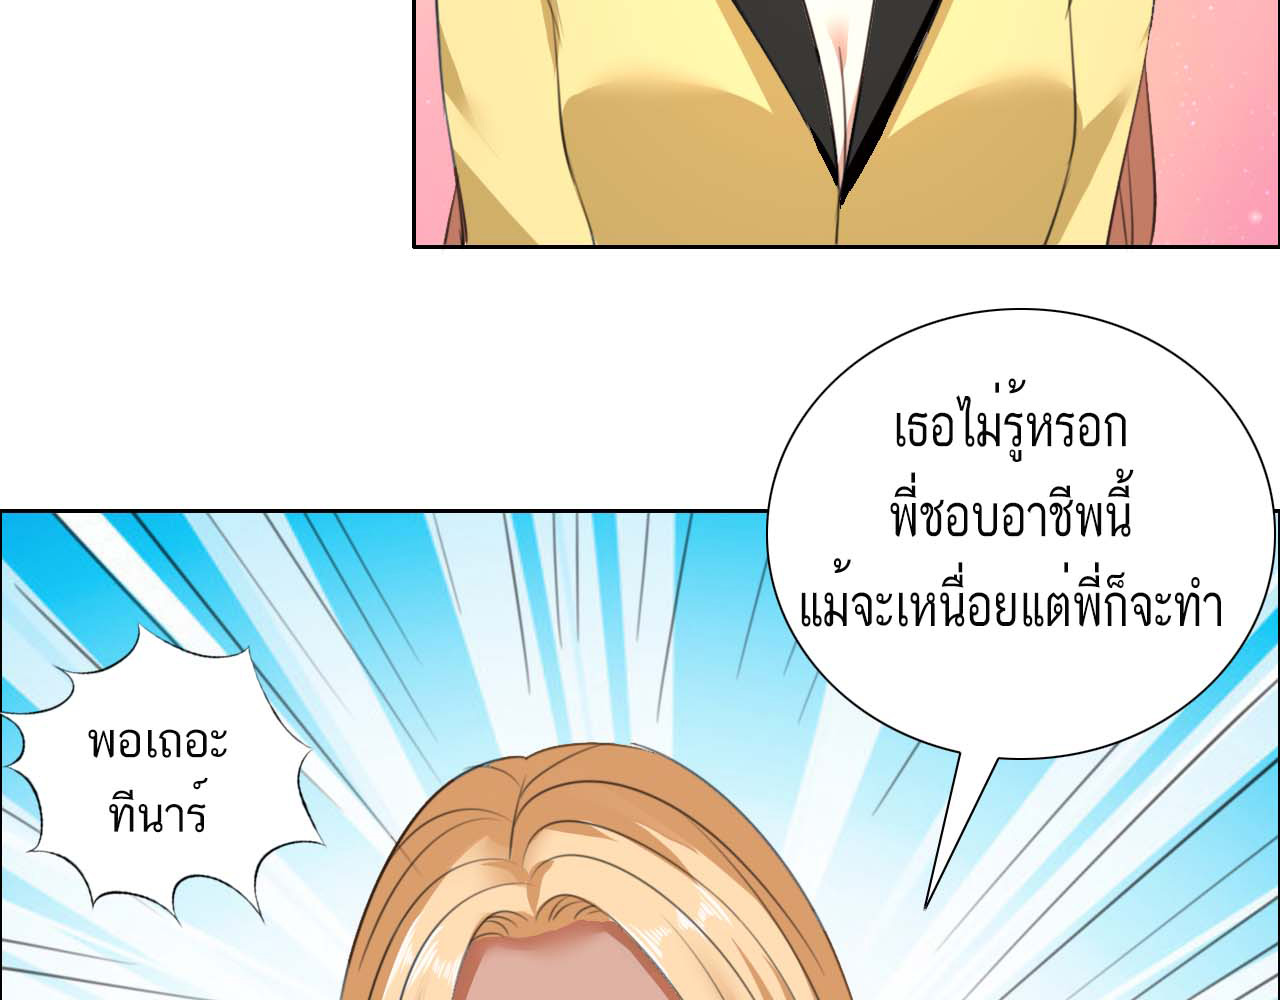 เธอไม่รู้หรอก
พี่ชอบอาชีพนี้
แม้จะเหนื่อยแต่พี่ก็จะทำ
พอเถอะ
ทีนาร์